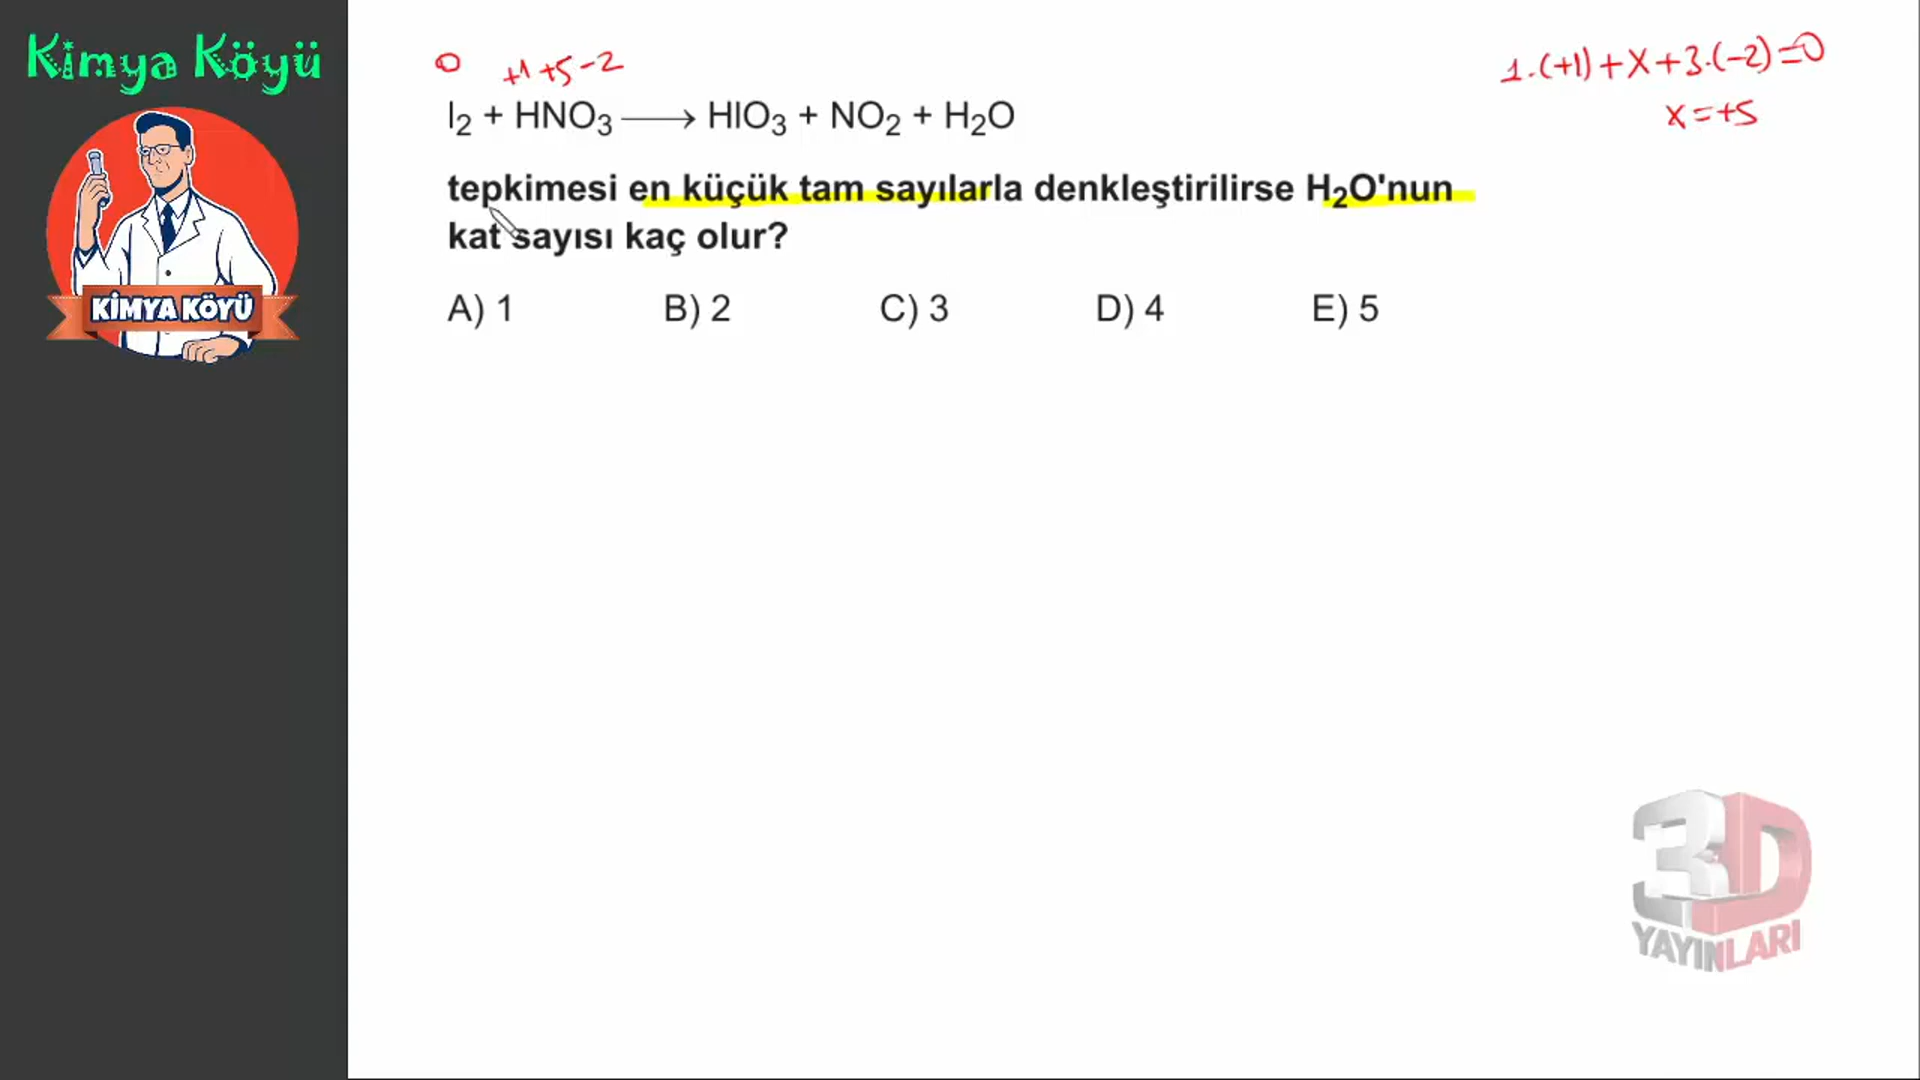 Kimya Köyü
KİMYA KÖYÜ
0 +1 +5 -2
1.(+1)+x+3.(-2)=0
x=+5
I₂ + HNO₃ ⟶ HIO₃ + NO₂ + H₂O
tepkimesi en küçük tam sayılarla denkleştirilirse H₂O'nun
kat sayısı kaç olur?
A) 1 B) 2 C) 3 D) 4 E) 5
3D
YAYINLARI